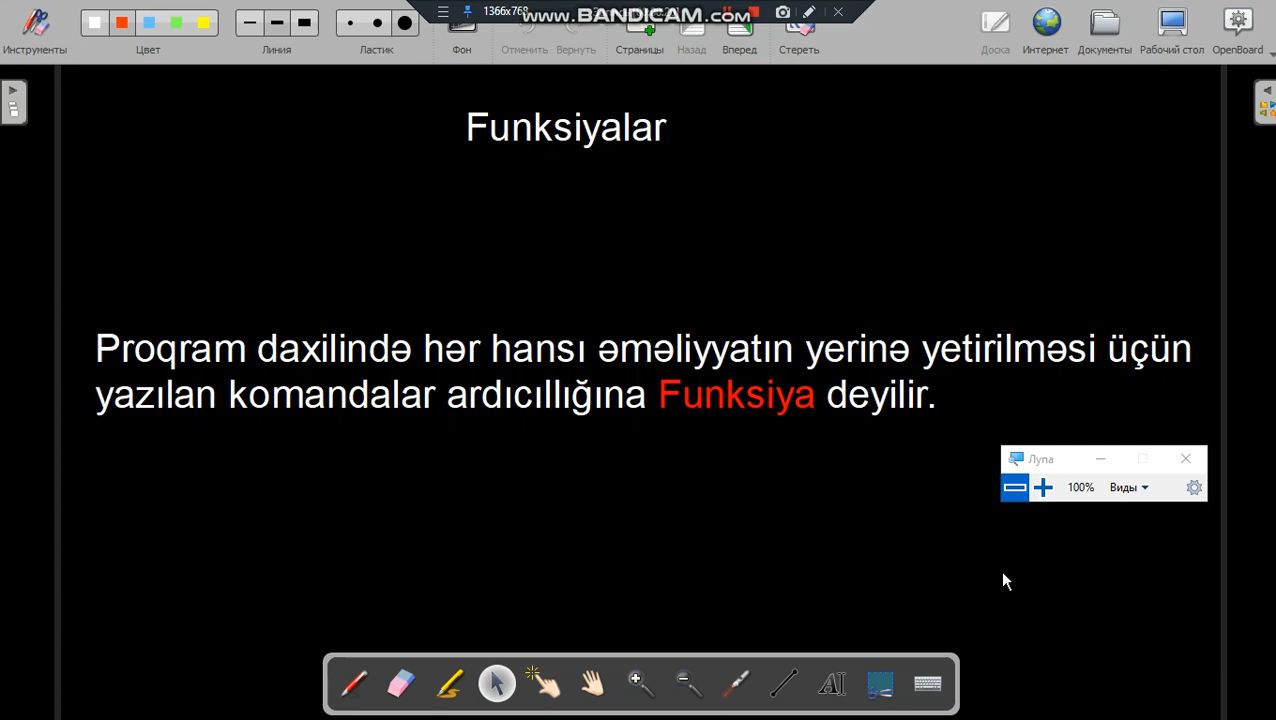 1366x768
www.BANDICAM.com
Инструменты Цвет Линия Ластик Фон Отменить Вернуть Страницы Назад Вперед Стереть Доска Интернет Документы Рабочий стол OpenBoard
Funksiyalar
Proqram daxilində hər hansı əməliyyatın yerinə yetirilməsi üçün
yazılan komandalar ardıcıllığına Funksiya deyilir.
Лупа
100% Виды